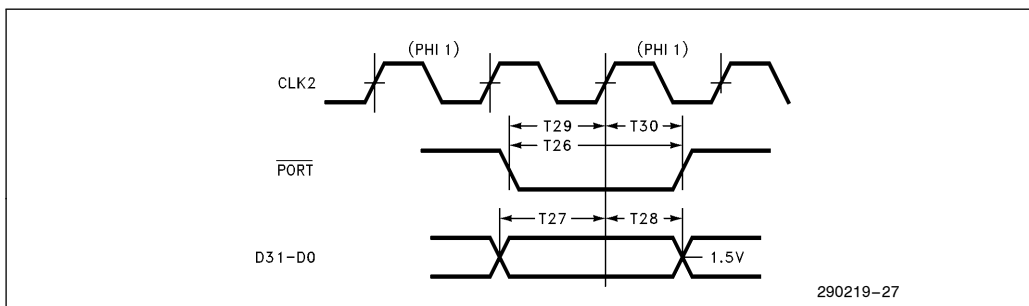 (PHI 1) (PHI 1)
CLK2
T29 T30
T26
PORT
T27 T28
D31-D0 1.5V
290219-27